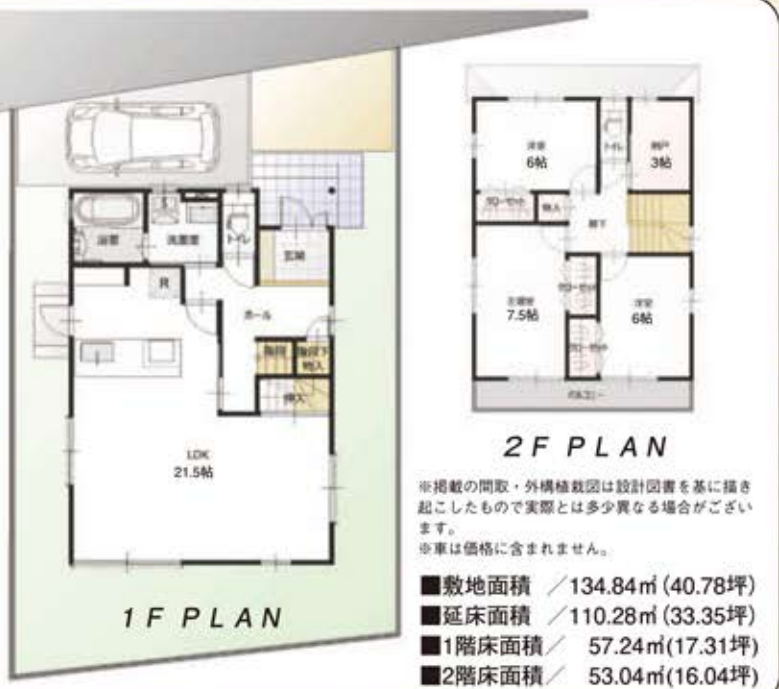 浴室
洗面室
トイレ
玄関
R
ホール
階段
階段下
物入
押入
LDK
21.5帖
1F PLAN
洋室
6帖
トイレ
納戸
3帖
クローゼット
物入
廊下
主寝室
7.5帖
クローゼット
洋室
6帖
クローゼット
バルコニー
2F PLAN
※掲載の間取・外構植栽図は設計図書を基に描き
起こしたもので実際とは多少異なる場合がござい
ます。
※車は価格に含まれません。
■敷地面積 ／134.84㎡(40.78坪)
■延床面積 ／110.28㎡(33.35坪)
■1階床面積／ 57.24㎡(17.31坪)
■2階床面積／ 53.04㎡(16.04坪)